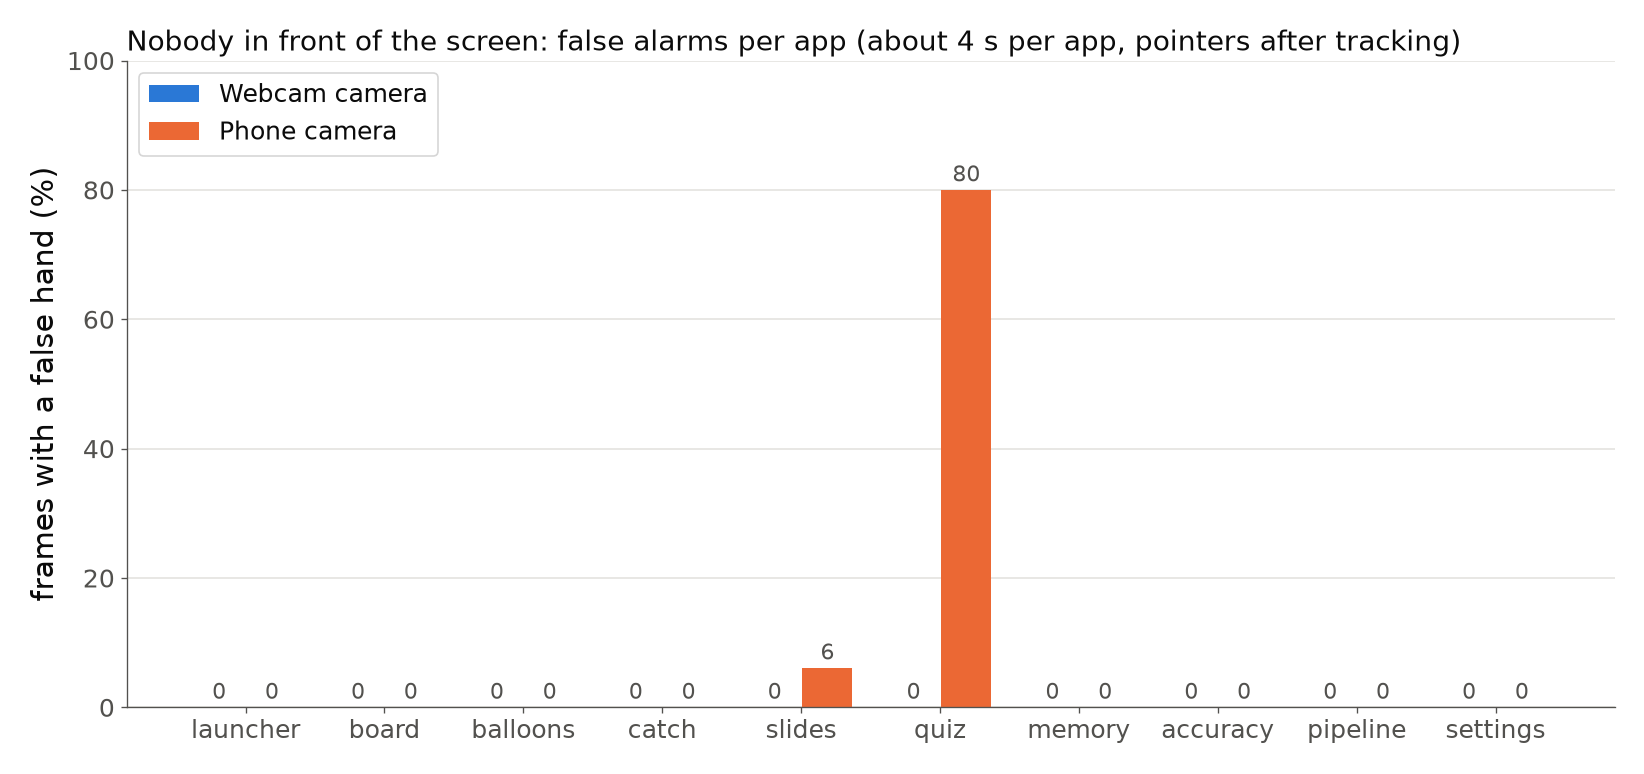 Nobody in front of the screen: false alarms per app (about 4 s per app, pointers after tracking)
Webcam camera
Phone camera
frames with a false hand (%)
100
80
60
40
20
0
80
6
0 0 0 0 0 0 0 0 0 0 0 0 0 0 0 0 0 0
launcher board balloons catch slides quiz memory accuracy pipeline settings